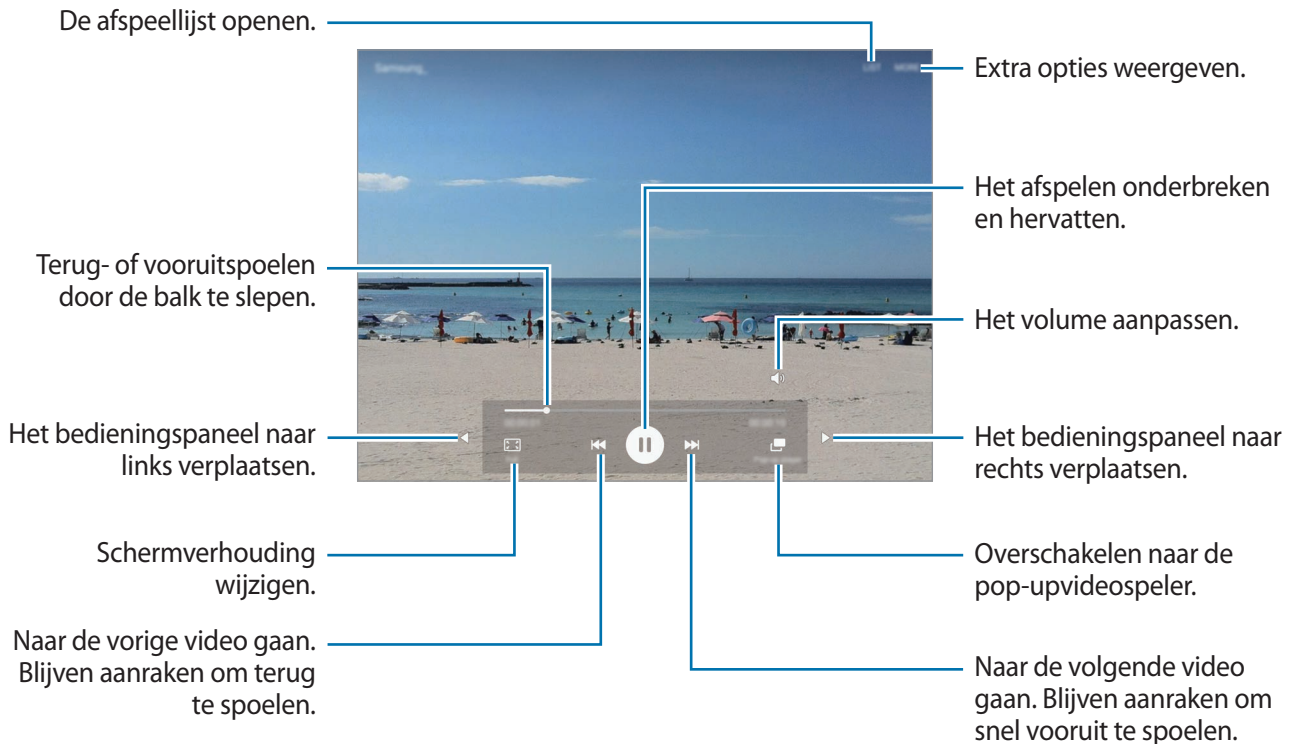 De afspeellijst openen.
Samsung_
LIST MORE
Extra opties weergeven.
Het afspelen onderbreken
en hervatten.
Terug- of vooruitspoelen
door de balk te slepen.
Het volume aanpassen.
Het bedieningspaneel naar
links verplaatsen.
Het bedieningspaneel naar
rechts verplaatsen.
Schermverhouding
wijzigen.
Overschakelen naar de
pop-upvideospeler.
Naar de vorige video gaan.
Blijven aanraken om terug
te spoelen.
Naar de volgende video
gaan. Blijven aanraken om
snel vooruit te spoelen.